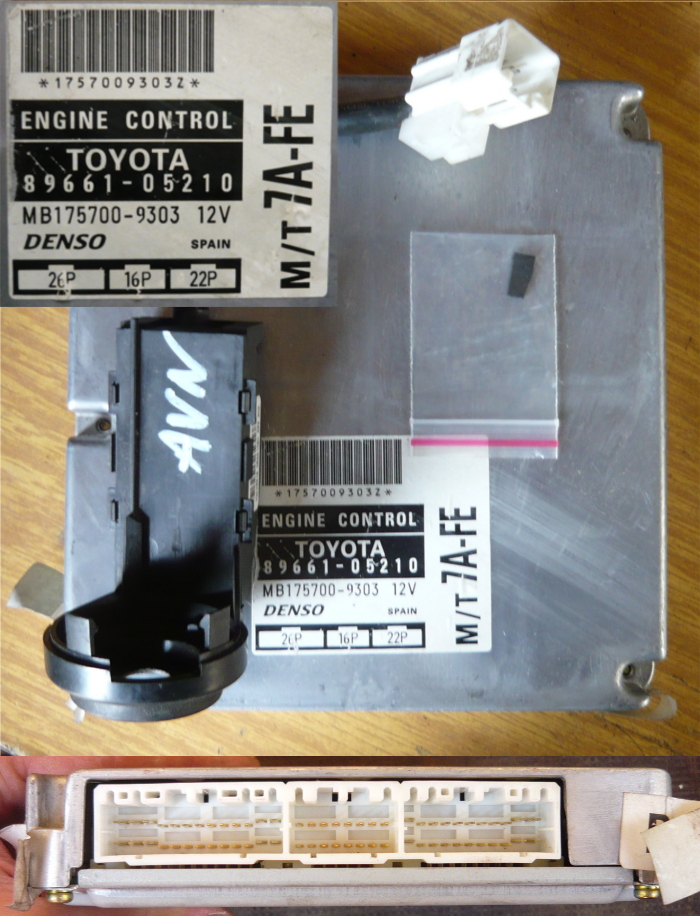 *1757009303Z*
ENGINE CONTROL
TOYOTA
89661-05210
MB175700-9303 12V
DENSO SPAIN
26P 16P 22P
M/T 7A-FE
AVN
*1757009303Z*
ENGINE CONTROL
TOYOTA
89661-05210
MB175700-9303 12V
DENSO SPAIN
26P 16P 22P
M/T 7A-FE